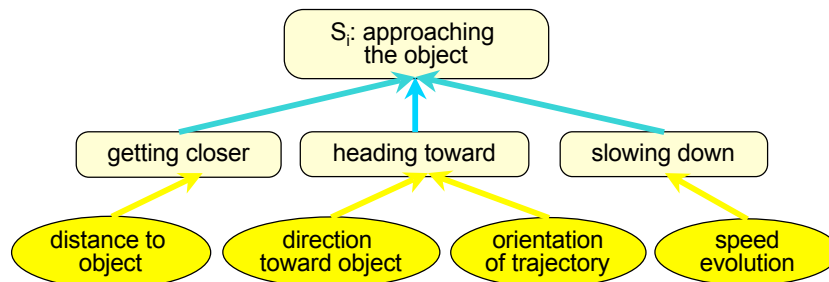 Si: approaching
the object
getting closer
heading toward
slowing down
distance to
object
direction
toward object
orientation
of trajectory
speed
evolution